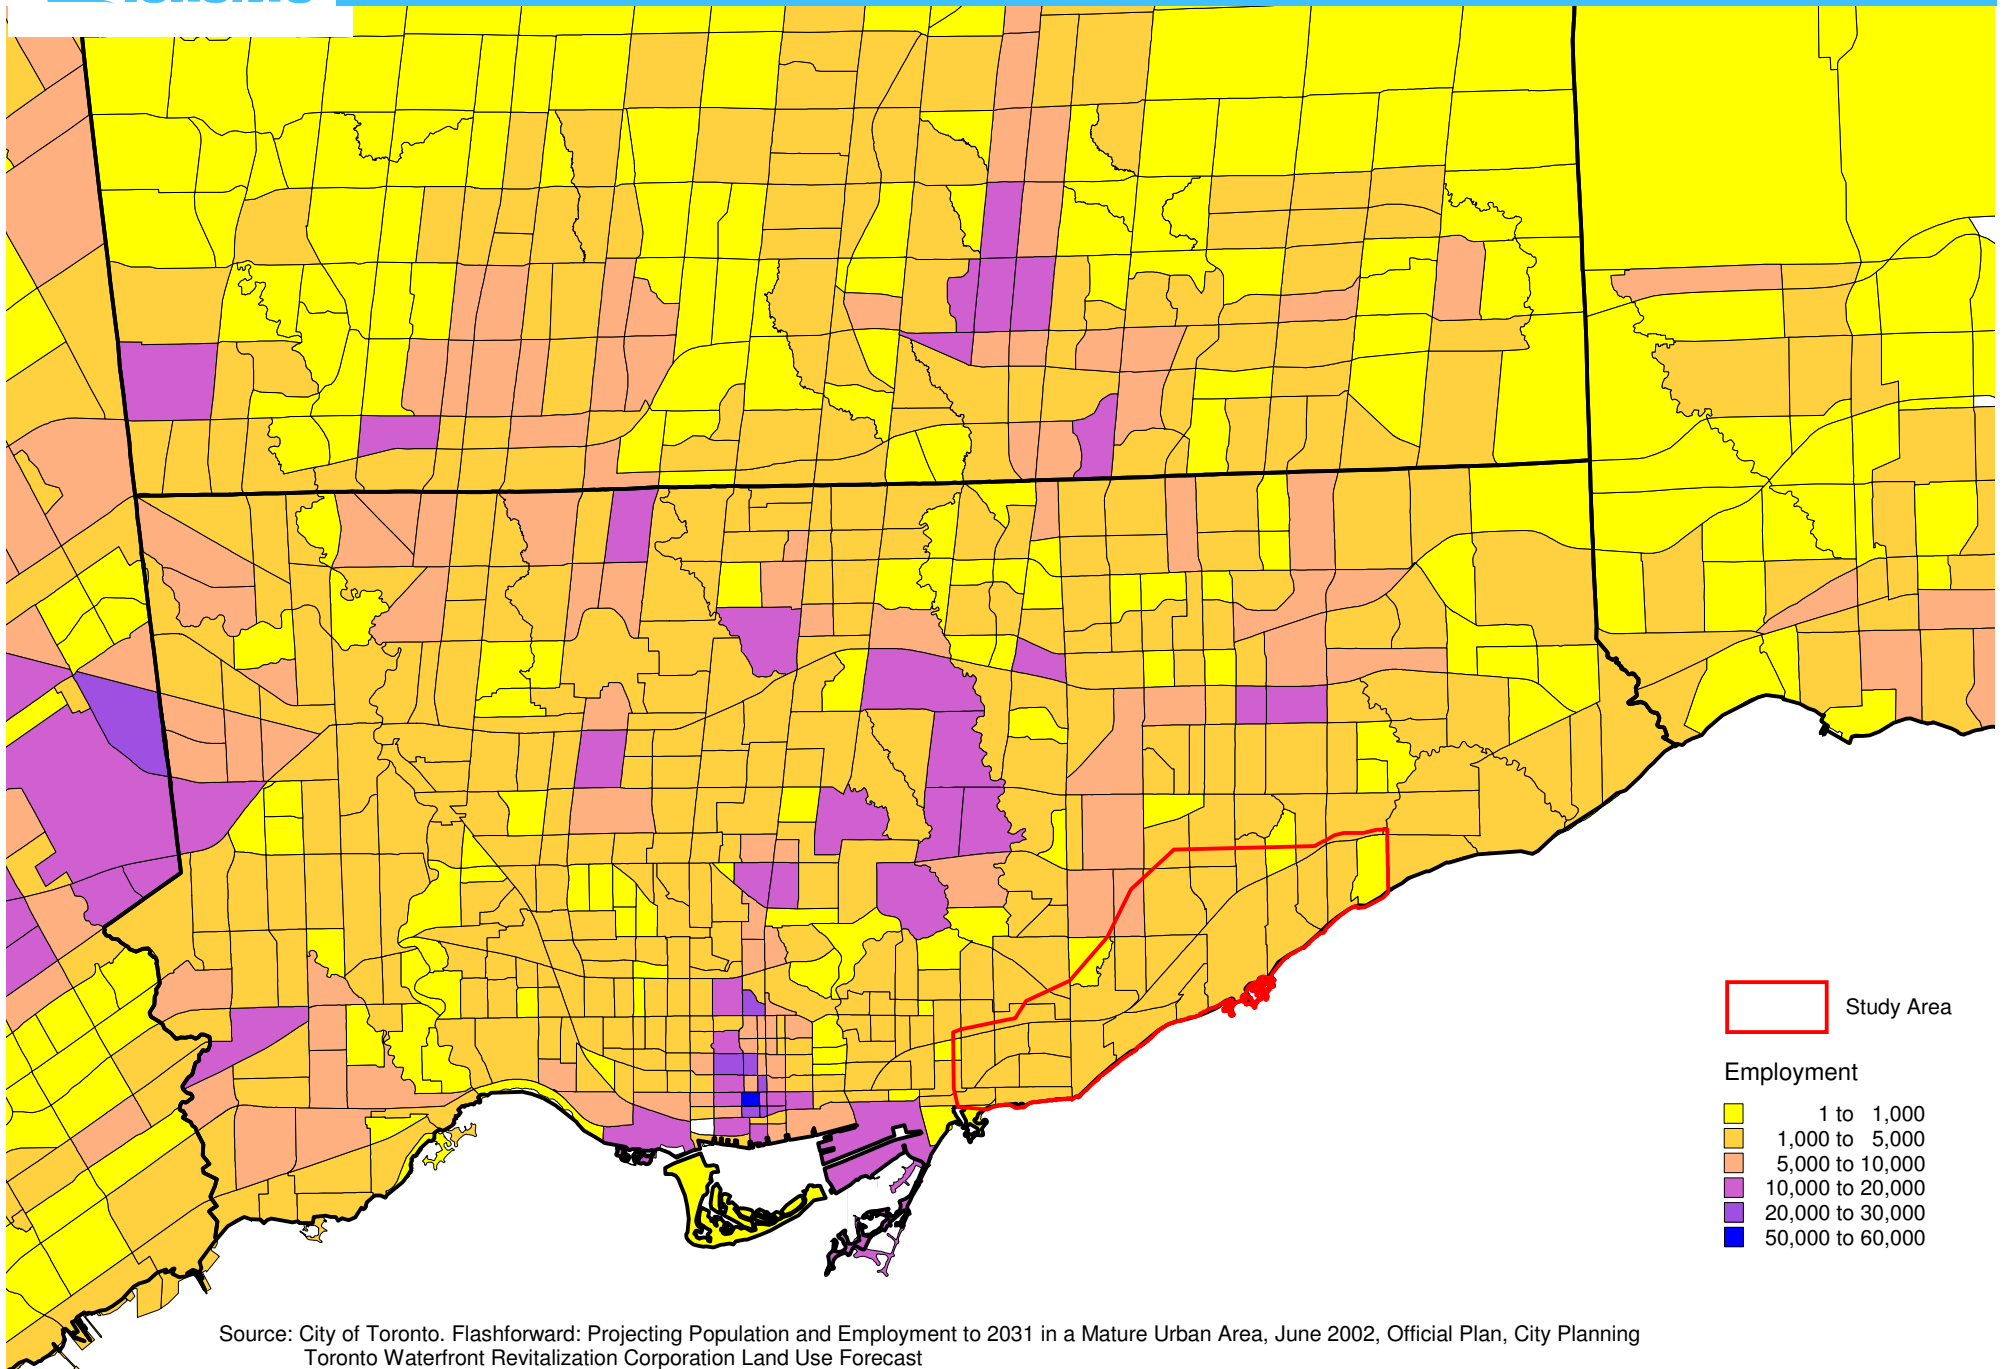 Study Area
Employment
1 to 1,000
1,000 to 5,000
5,000 to 10,000
10,000 to 20,000
20,000 to 30,000
50,000 to 60,000
Source: City of Toronto. Flashforward: Projecting Population and Employment to 2031 in a Mature Urban Area, June 2002, Official Plan, City Planning
Toronto Waterfront Revitalization Corporation Land Use Forecast